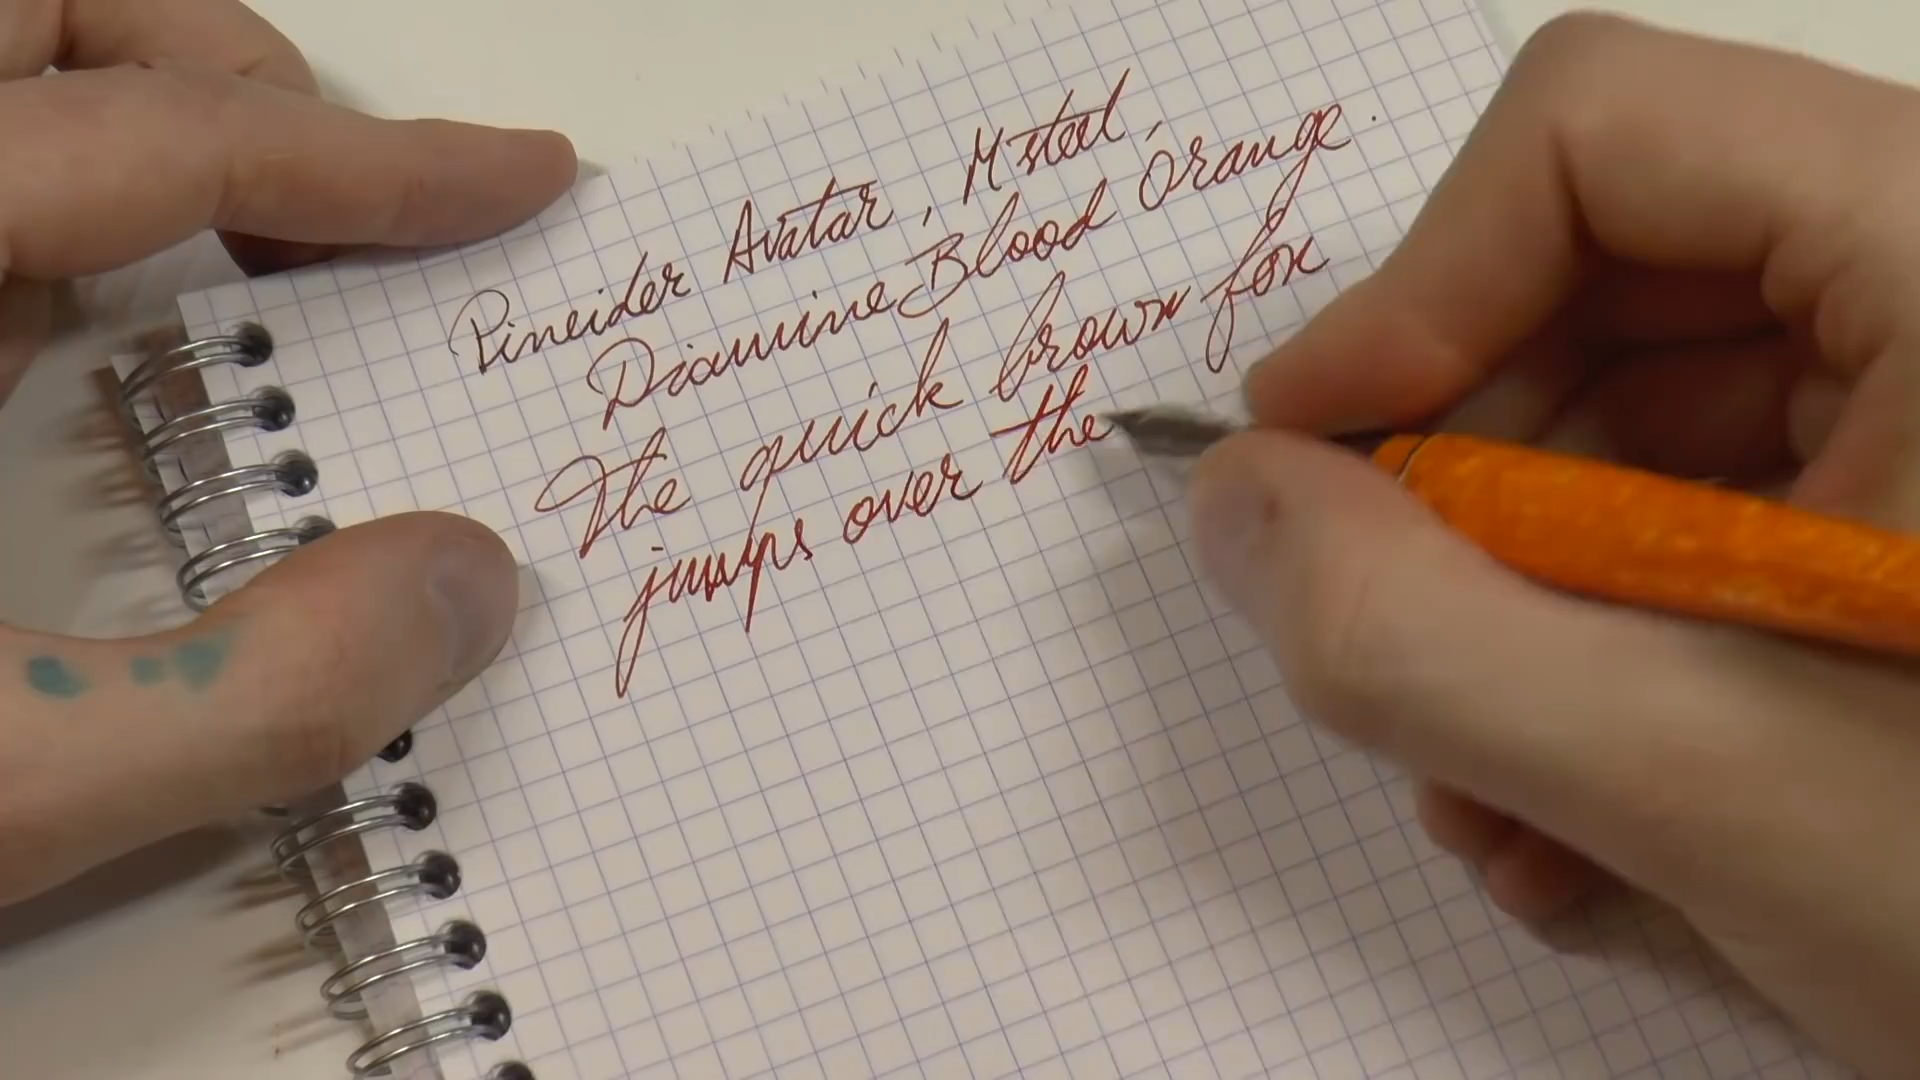 Pineider Avatar, M-steel,
Diamine Blood Orange.
The quick brown fox
jumps over the